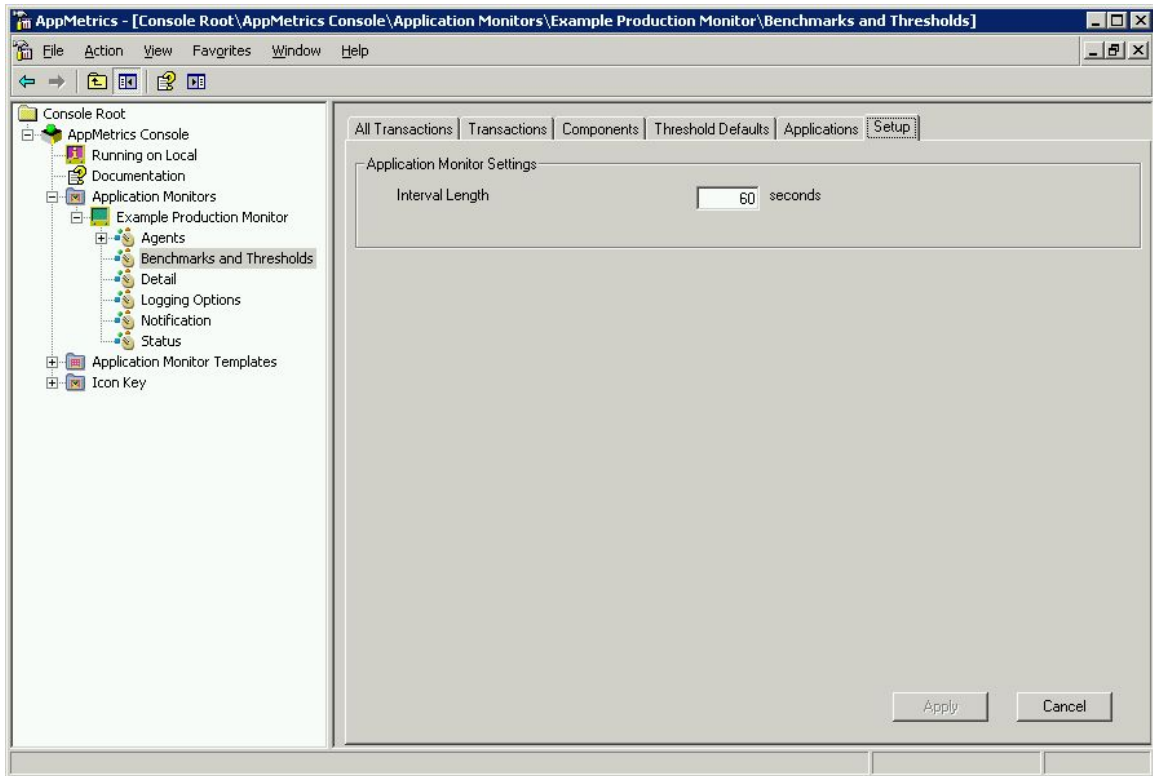 AppMetrics - [Console Root\AppMetrics Console\Application Monitors\Example Production Monitor\Benchmarks and Thresholds]
File Action View Favorites Window Help
Console Root
AppMetrics Console
Running on Local
Documentation
Application Monitors
Example Production Monitor
Agents
Benchmarks and Thresholds
Detail
Logging Options
Notification
Status
Application Monitor Templates
Icon Key
All Transactions Transactions Components Threshold Defaults Applications Setup
Application Monitor Settings
Interval Length 60 seconds
Apply Cancel